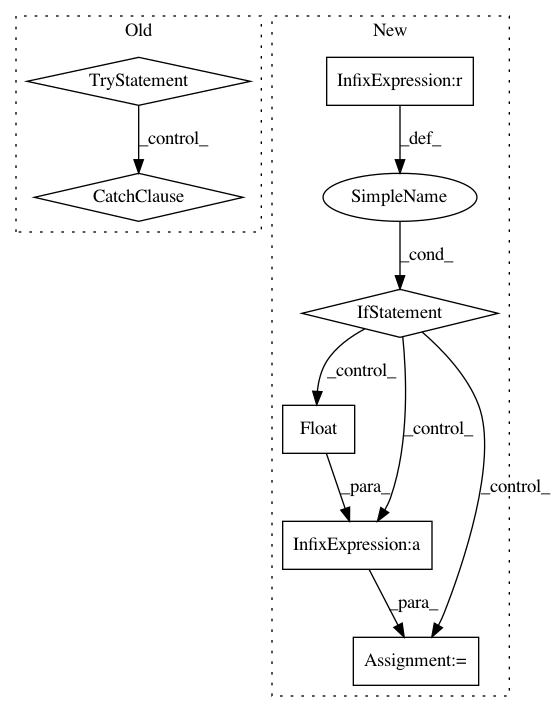 Old
New
TryStatement
InfixExpression:r
_control_
_def_
CatchClause
SimpleName
_cond_
IfStatement
_control_
Float
_control_
_control_
_para_
InfixExpression:a
_para_
Assignment:=